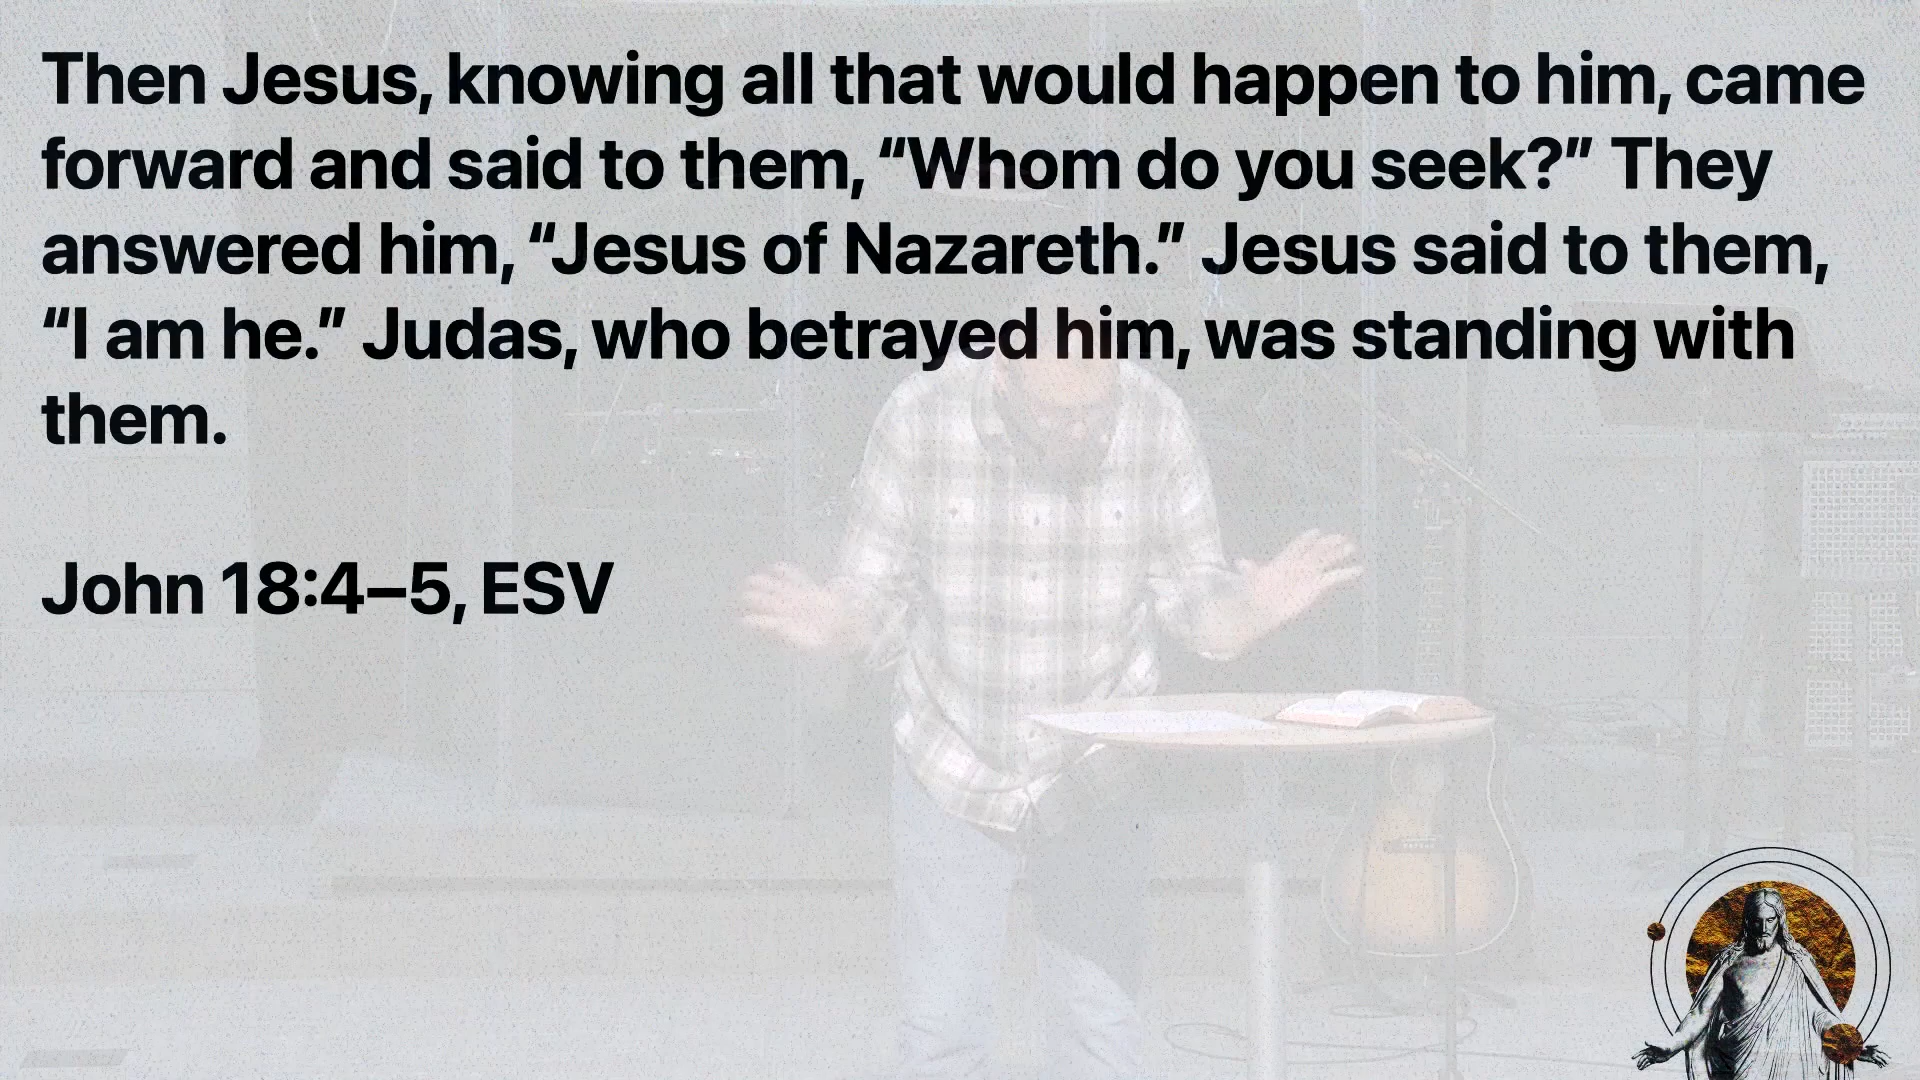 Then Jesus, knowing all that would happen to him, came
forward and said to them, “Whom do you seek?” They
answered him, “Jesus of Nazareth.” Jesus said to them,
“I am he.” Judas, who betrayed him, was standing with
them.
John 18:4–5, ESV